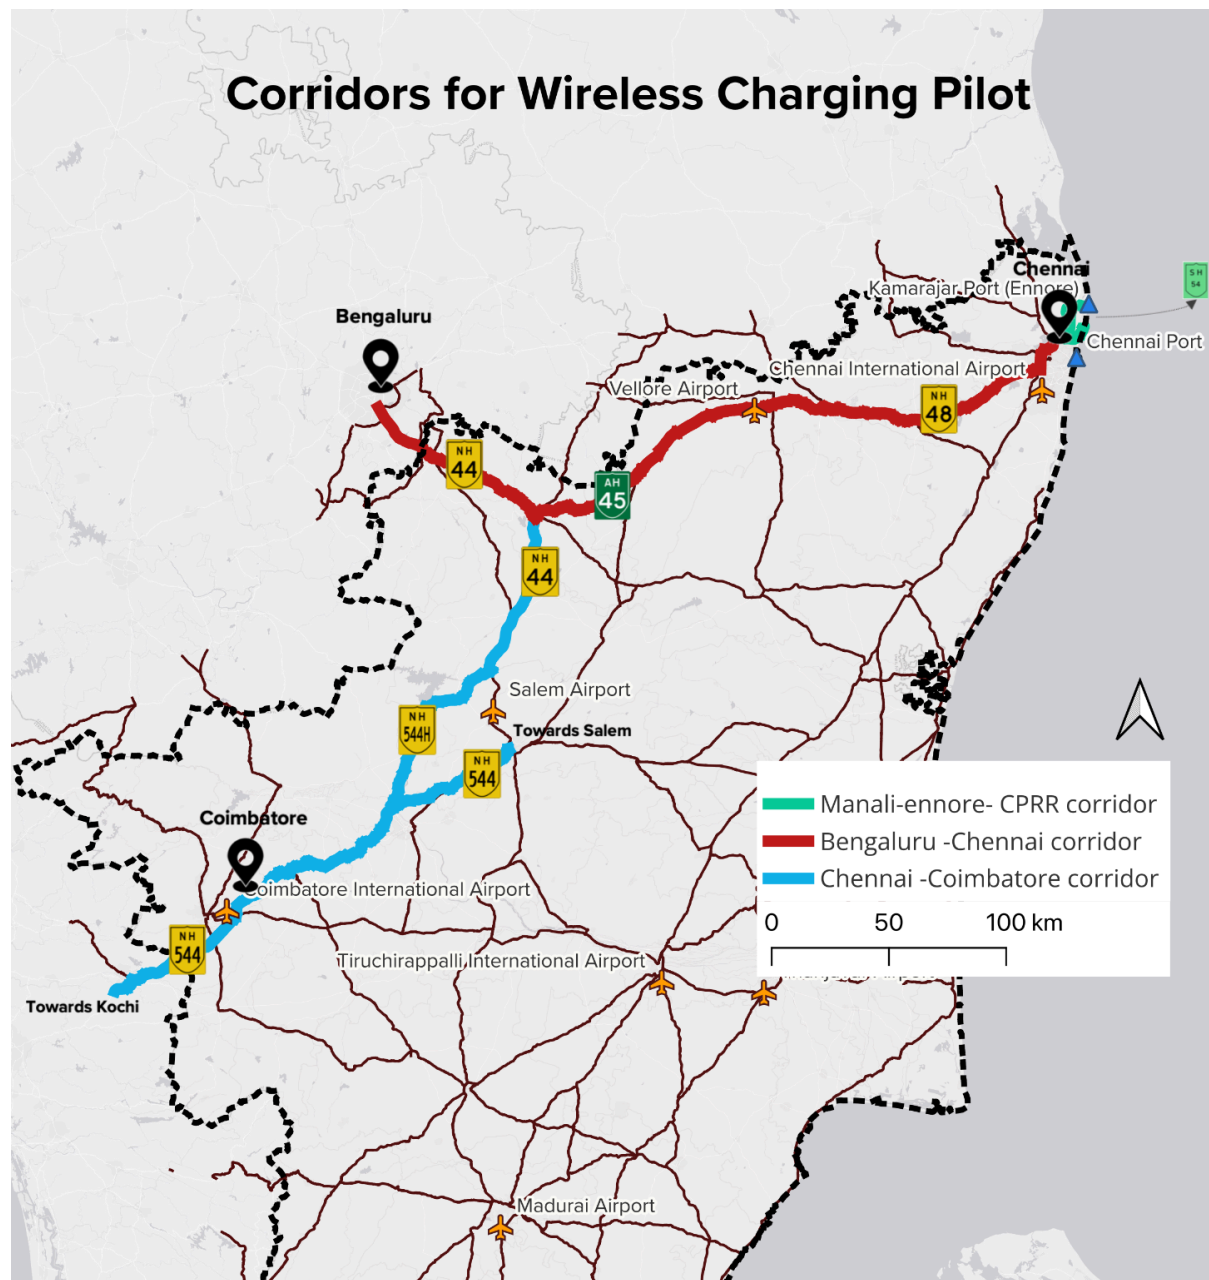 Corridors for Wireless Charging Pilot
Chennai
Kamarajar Port (Ennore)
SH
54
Bengaluru
Chennai Port
Chennai International Airport
Vellore Airport
NH
48
NH
44
AH
45
NH
44
Salem Airport
NH
544H
Towards Salem
NH
544
Manali-ennore- CPRR corridor
Bengaluru -Chennai corridor
Chennai -Coimbatore corridor
0 50 100 km
Coimbatore
Coimbatore International Airport
NH
544
Tiruchirappalli International Airport
Towards Kochi
Madurai Airport